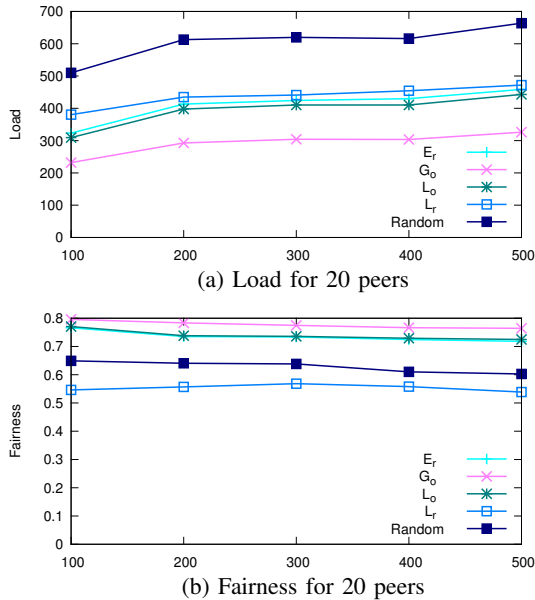 700
600
500
400
300
200
100
0
Load
E_r
G_o
L_o
L_r
Random
100 200 300 400 500
(a) Load for 20 peers
0.8
0.7
0.6
0.5
0.4
0.3
0.2
0.1
0
Fairness
E_r
G_o
L_o
L_r
Random
100 200 300 400 500
(b) Fairness for 20 peers